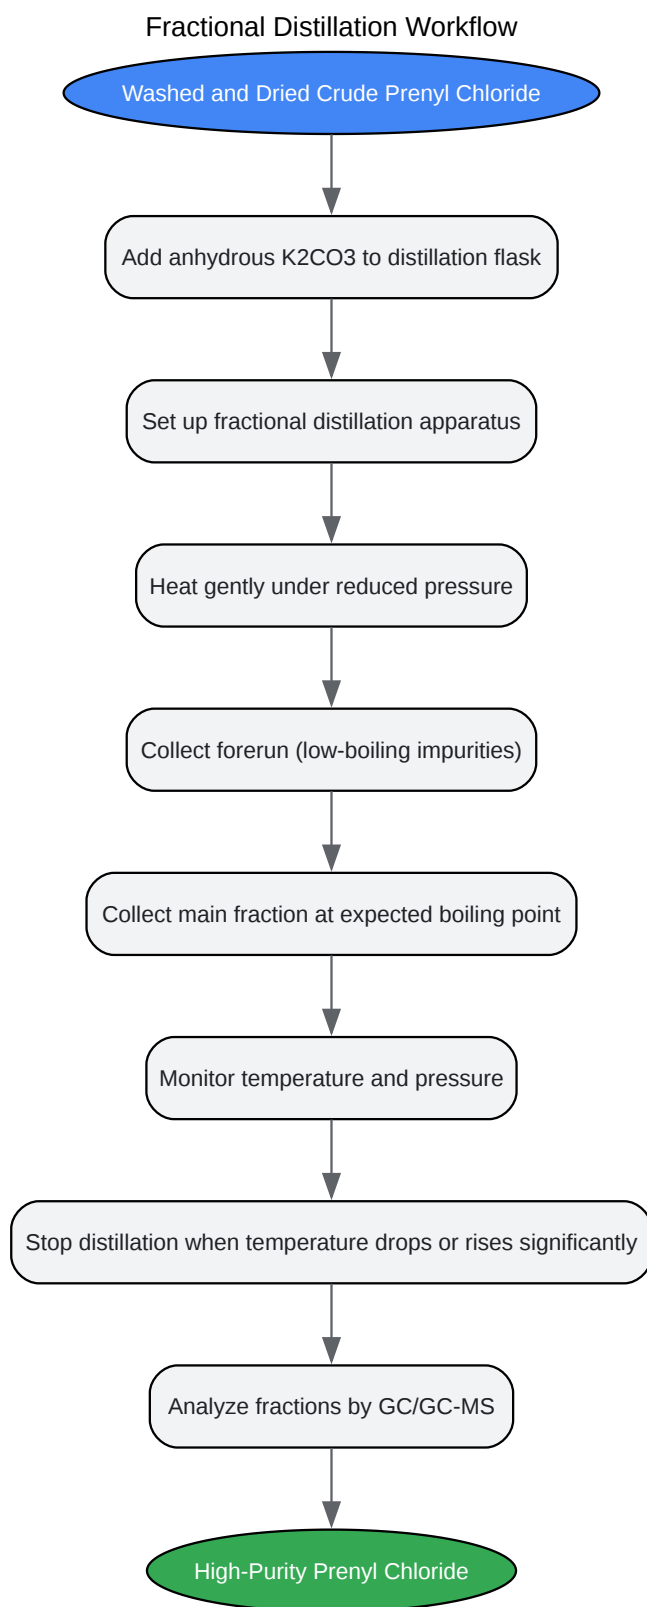 Fractional Distillation Workflow
Washed and Dried Crude Prenyl Chloride
Add anhydrous K2CO3 to distillation flask
Set up fractional distillation apparatus
Heat gently under reduced pressure
Collect forerun (low-boiling impurities)
Collect main fraction at expected boiling point
Monitor temperature and pressure
Stop distillation when temperature drops or rises significantly
Analyze fractions by GC/GC-MS
High-Purity Prenyl Chloride